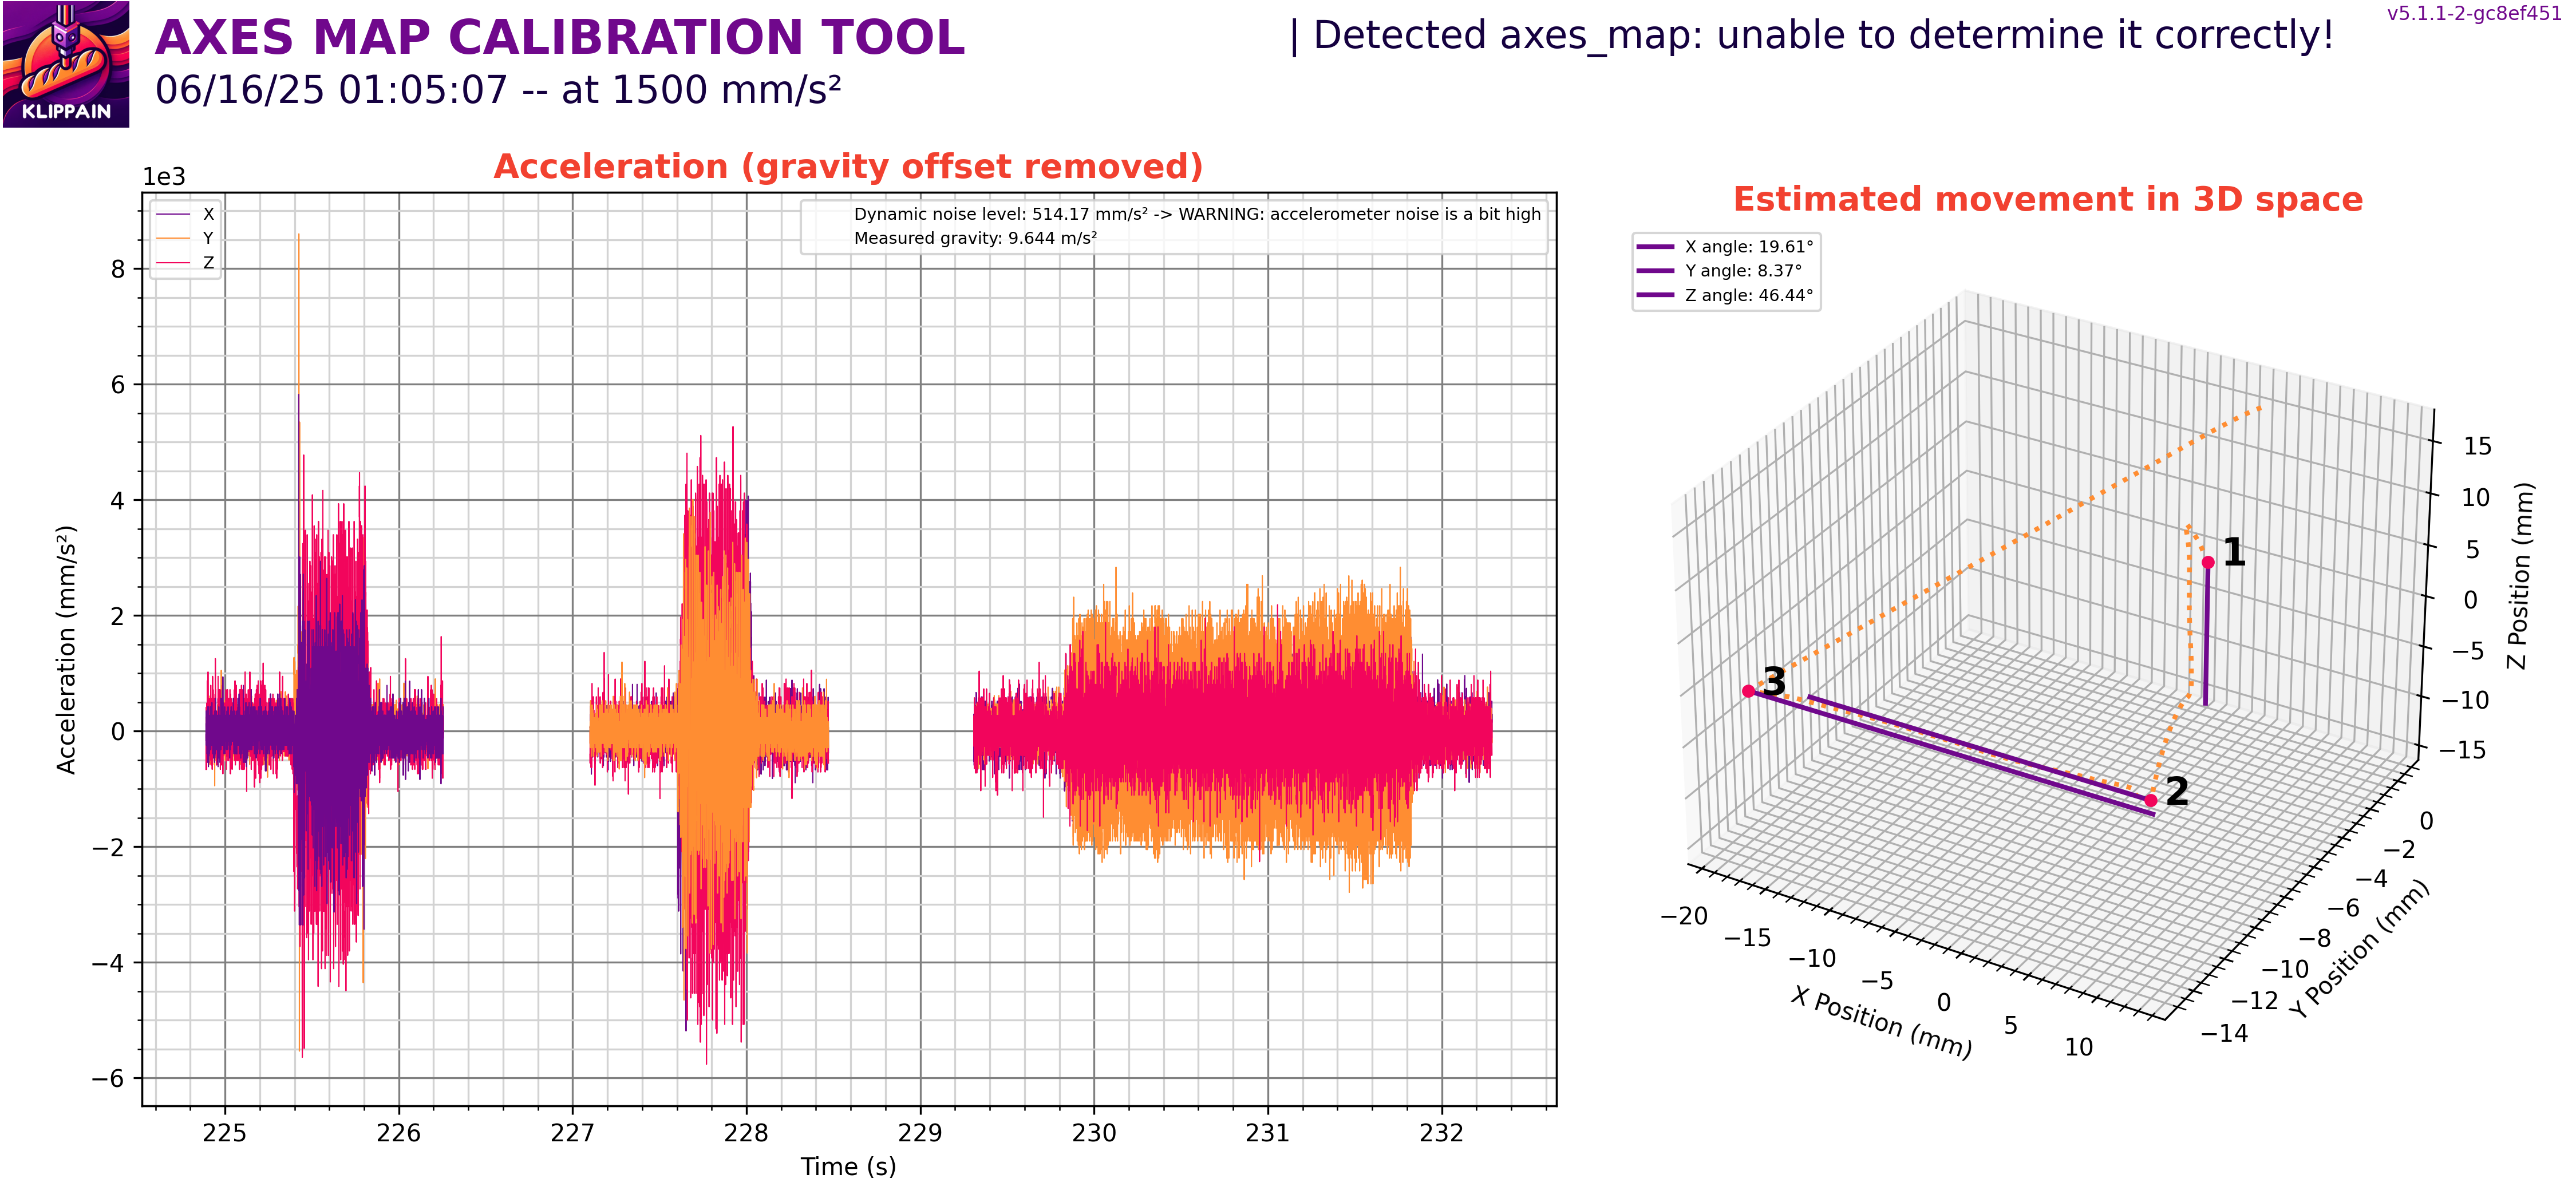 KLIPPAIN
AXES MAP CALIBRATION TOOL
06/16/25 01:05:07 -- at 1500 mm/s²
| Detected axes_map: unable to determine it correctly!
v5.1.1-2-gc8ef451
Acceleration (gravity offset removed)
1e3
X
Y
Z
Dynamic noise level: 514.17 mm/s² -> WARNING: accelerometer noise is a bit high
Measured gravity: 9.644 m/s²
8
6
4
2
0
−2
−4
−6
Acceleration (mm/s²)
225
226
227
228
229
230
231
232
Time (s)
Estimated movement in 3D space
X angle: 19.61°
Y angle: 8.37°
Z angle: 46.44°
1
2
3
−20
−15
−10
−5
0
5
10
X Position (mm)
−14
−12
−10
−8
−6
−4
−2
0
Y Position (mm)
15
10
5
0
−5
−10
−15
Z Position (mm)